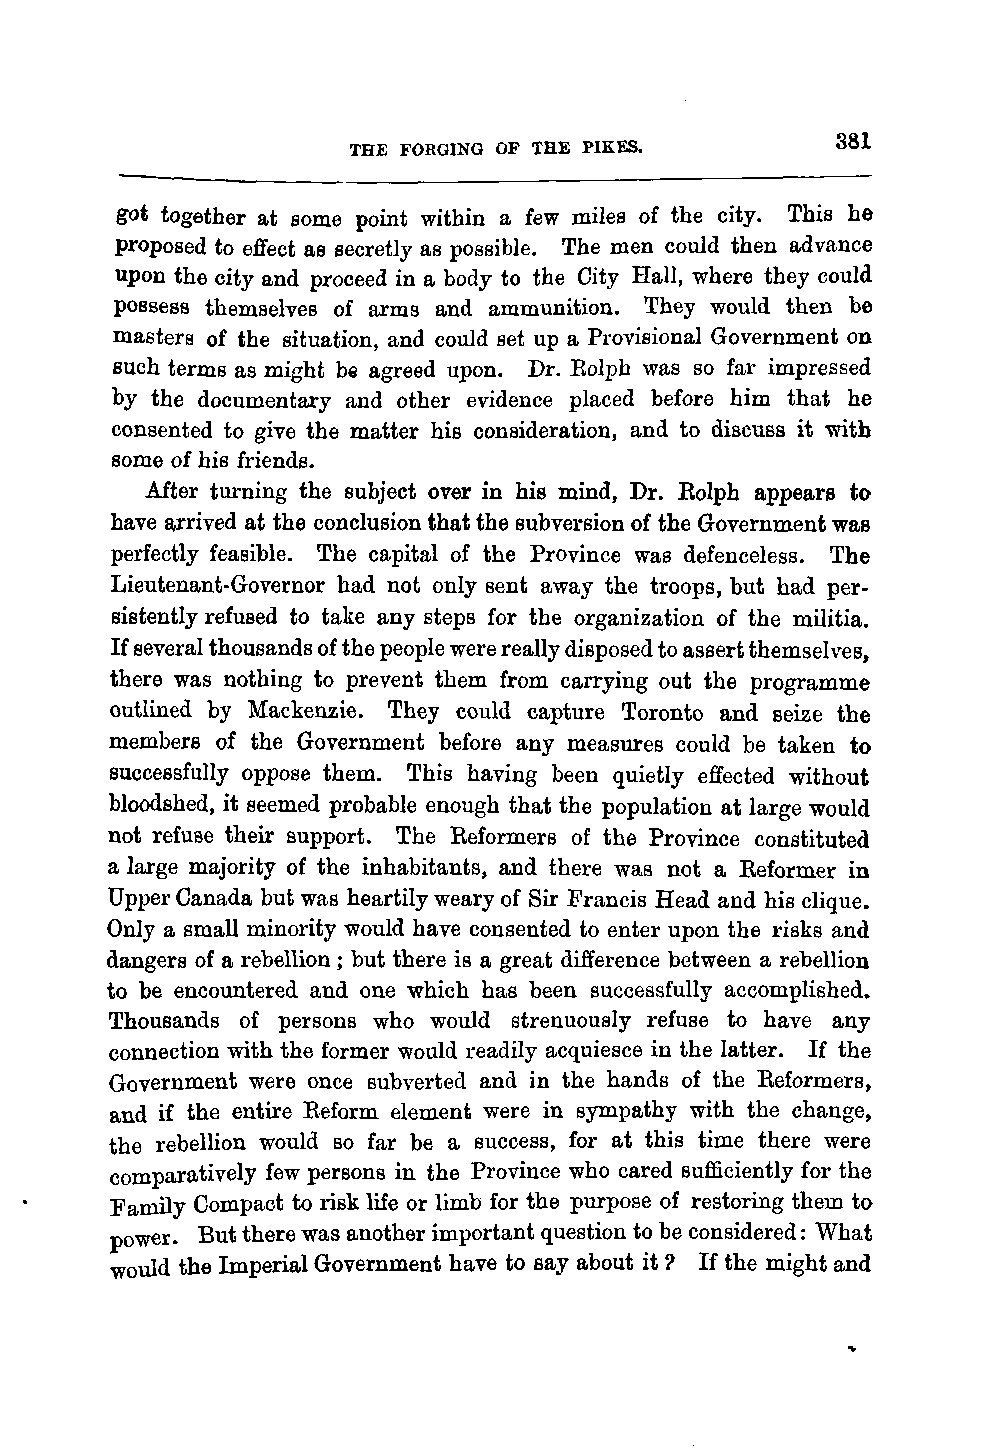 THE FORGING OF THE PIKES. 381
got together at some point within a few miles of the city. This he
proposed to effect as secretly as possible. The men could then advance
upon the city and proceed in a body to the City Hall, where they could
possess themselves of arms and ammunition. They would then be
masters of the situation, and could set up a Provisional Government on
such terms as might be agreed upon. Dr. Rolph was so far impressed
by the documentary and other evidence placed before him that he
consented to give the matter his consideration, and to discuss it with
some of his friends.
After turning the subject over in his mind, Dr. Rolph appears to
have arrived at the conclusion that the subversion of the Government was
perfectly feasible. The capital of the Province was defenceless. The
Lieutenant-Governor had not only sent away the troops, but had per-
sistently refused to take any steps for the organization of the militia.
If several thousands of the people were really disposed to assert themselves,
there was nothing to prevent them from carrying out the programme
outlined by Mackenzie. They could capture Toronto and seize the
members of the Government before any measures could be taken to
successfully oppose them. This having been quietly effected without
bloodshed, it seemed probable enough that the population at large would
not refuse their support. The Reformers of the Province constituted
a large majority of the inhabitants, and there was not a Reformer in
Upper Canada but was heartily weary of Sir Francis Head and his clique.
Only a small minority would have consented to enter upon the risks and
dangers of a rebellion ; but there is a great difference between a rebellion
to be encountered and one which has been successfully accomplished.
Thousands of persons who would strenuously refuse to have any
connection with the former would readily acquiesce in the latter. If the
Government were once subverted and in the hands of the Reformers,
and if the entire Reform element were in sympathy with the change,
the rebellion would so far be a success, for at this time there were
comparatively few persons in the Province who cared sufficiently for the
Family Compact to risk life or limb for the purpose of restoring them to
power. But there was another important question to be considered: What
would the Imperial Government have to say about it ? If the might and